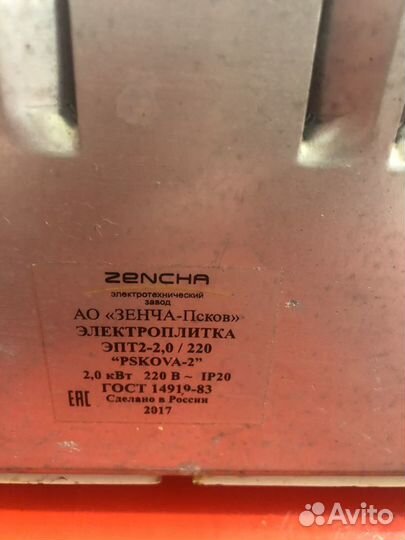 ZENCHA
электротехнический
завод
АО «ЗЕНЧА-Псков»
ЭЛЕКТРОПЛИТКА
ЭПТ2-2,0 / 220
"PSKOVA-2"
2,0 кВт 220 В ~ IP20
ГОСТ 14919-83
EAC Сделано в России
2017
Avito